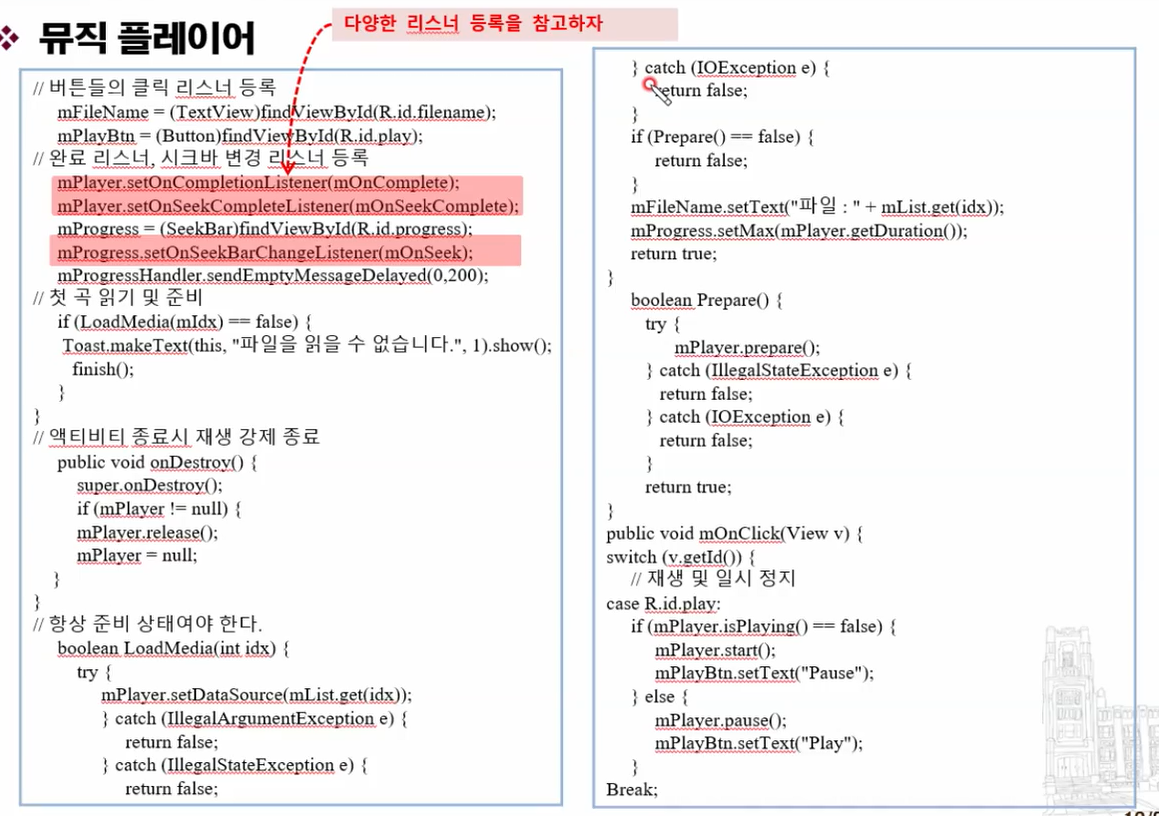 뮤직 플레이어
다양한 리스너 등록을 참고하자
// 버튼들의 클릭 리스너 등록
mFileName = (TextView)findViewById(R.id.filename);
mPlayBtn = (Button)findViewById(R.id.play);
// 완료 리스너, 시크바 변경 리스너 등록
mPlayer.setOnCompletionListener(mOnComplete);
mPlayer.setOnSeekCompleteListener(mOnSeekComplete);
mProgress = (SeekBar)findViewById(R.id.progress);
mProgress.setOnSeekBarChangeListener(mOnSeek);
mProgressHandler.sendEmptyMessageDelayed(0,200);
// 첫 곡 읽기 및 준비
if (LoadMedia(mIdx) == false) {
Toast.makeText(this, "파일을 읽을 수 없습니다.", 1).show();
finish();
}
}
// 액티비티 종료시 재생 강제 종료
public void onDestroy() {
super.onDestroy();
if (mPlayer != null) {
mPlayer.release();
mPlayer = null;
}
}
// 항상 준비 상태여야 한다.
boolean LoadMedia(int idx) {
try {
mPlayer.setDataSource(mList.get(idx));
} catch (IllegalArgumentException e) {
return false;
} catch (IllegalStateException e) {
return false;
} catch (IOException e) {
return false;
}
if (Prepare() == false) {
return false;
}
mFileName.setText("파일 : " + mList.get(idx));
mProgress.setMax(mPlayer.getDuration());
return true;
}
boolean Prepare() {
try {
mPlayer.prepare();
} catch (IllegalStateException e) {
return false;
} catch (IOException e) {
return false;
}
return true;
}
public void mOnClick(View v) {
switch (v.getId()) {
// 재생 및 일시 정지
case R.id.play:
if (mPlayer.isPlaying() == false) {
mPlayer.start();
mPlayBtn.setText("Pause");
} else {
mPlayer.pause();
mPlayBtn.setText("Play");
}
Break;